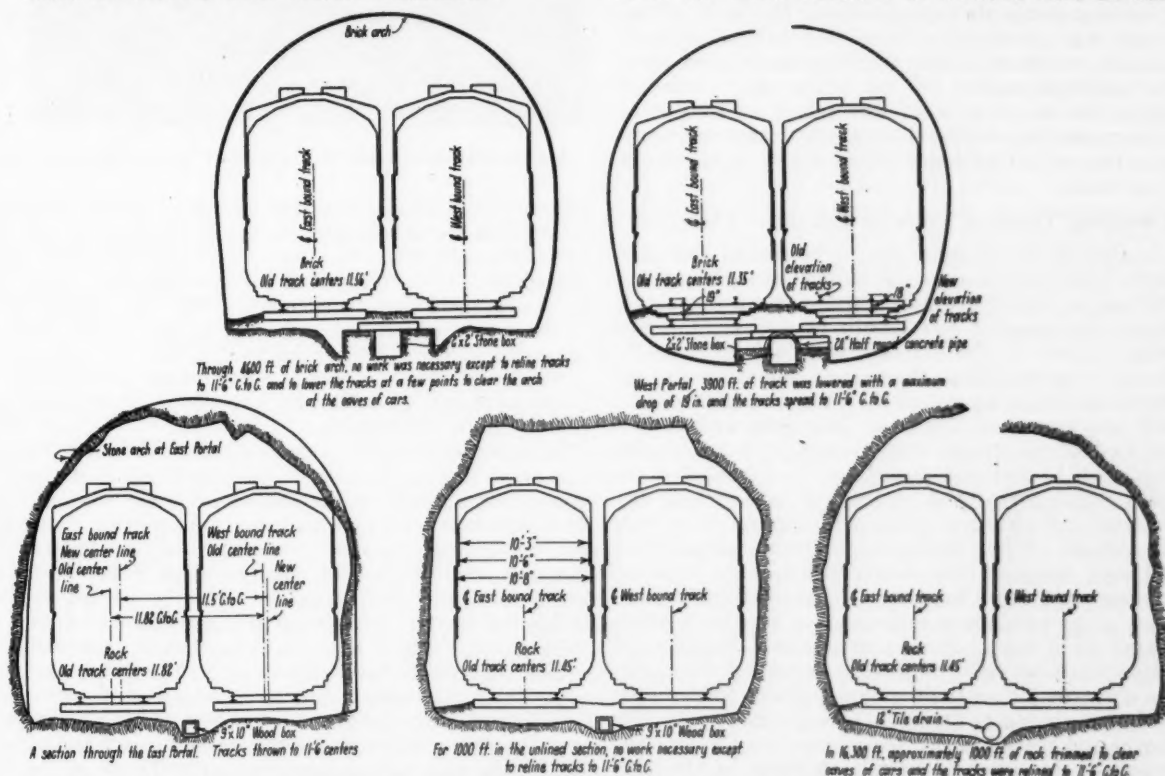 Brick arch
℄ East bound track
℄ West bound track
Brick
Old track centers 11.56'
2'x2' Stone box
Through 4600 ft. of brick arch, no work was necessary except to reline tracks
to 11'-6" C. to C. and to lower the tracks at a few points to clear the arch
at the eaves of cars.
℄ East bound track
℄ West bound track
Brick
Old track centers 11.35'
Old
elevation
of tracks
19"
18"
New
elevation
of tracks
2'x2' Stone box
Half round concrete pipe
West Portal, 3800 ft. of track was lowered with a maximum
drop of 19 in. and the tracks spread to 11'-6" C. to C.
Stone arch at East Portal
East bound track
New center line
Old center
line
West bound track
Old center line
New
center
line
11.5' C. to C.
11.82 C. to C.
Rock
Old track centers 11.82'
9"x10" Wood box
A section through the East Portal. Tracks thrown to 11'-6" centers
10'-3"
10'-6"
10'-8"
℄ East bound track
℄ West bound track
Rock
Old track centers 11.45'
9"x10" Wood box
For 1000 ft. in the unlined section, no work necessary except
to reline tracks to 11'-6" C. to C.
℄ East bound track
℄ West bound track
Rock
Old track centers 11.45'
18" Tile drain
In 16,300 ft., approximately 1000 ft. of rock trimmed to clear
eaves of cars and the tracks were relined to 11'-6" C. to C.